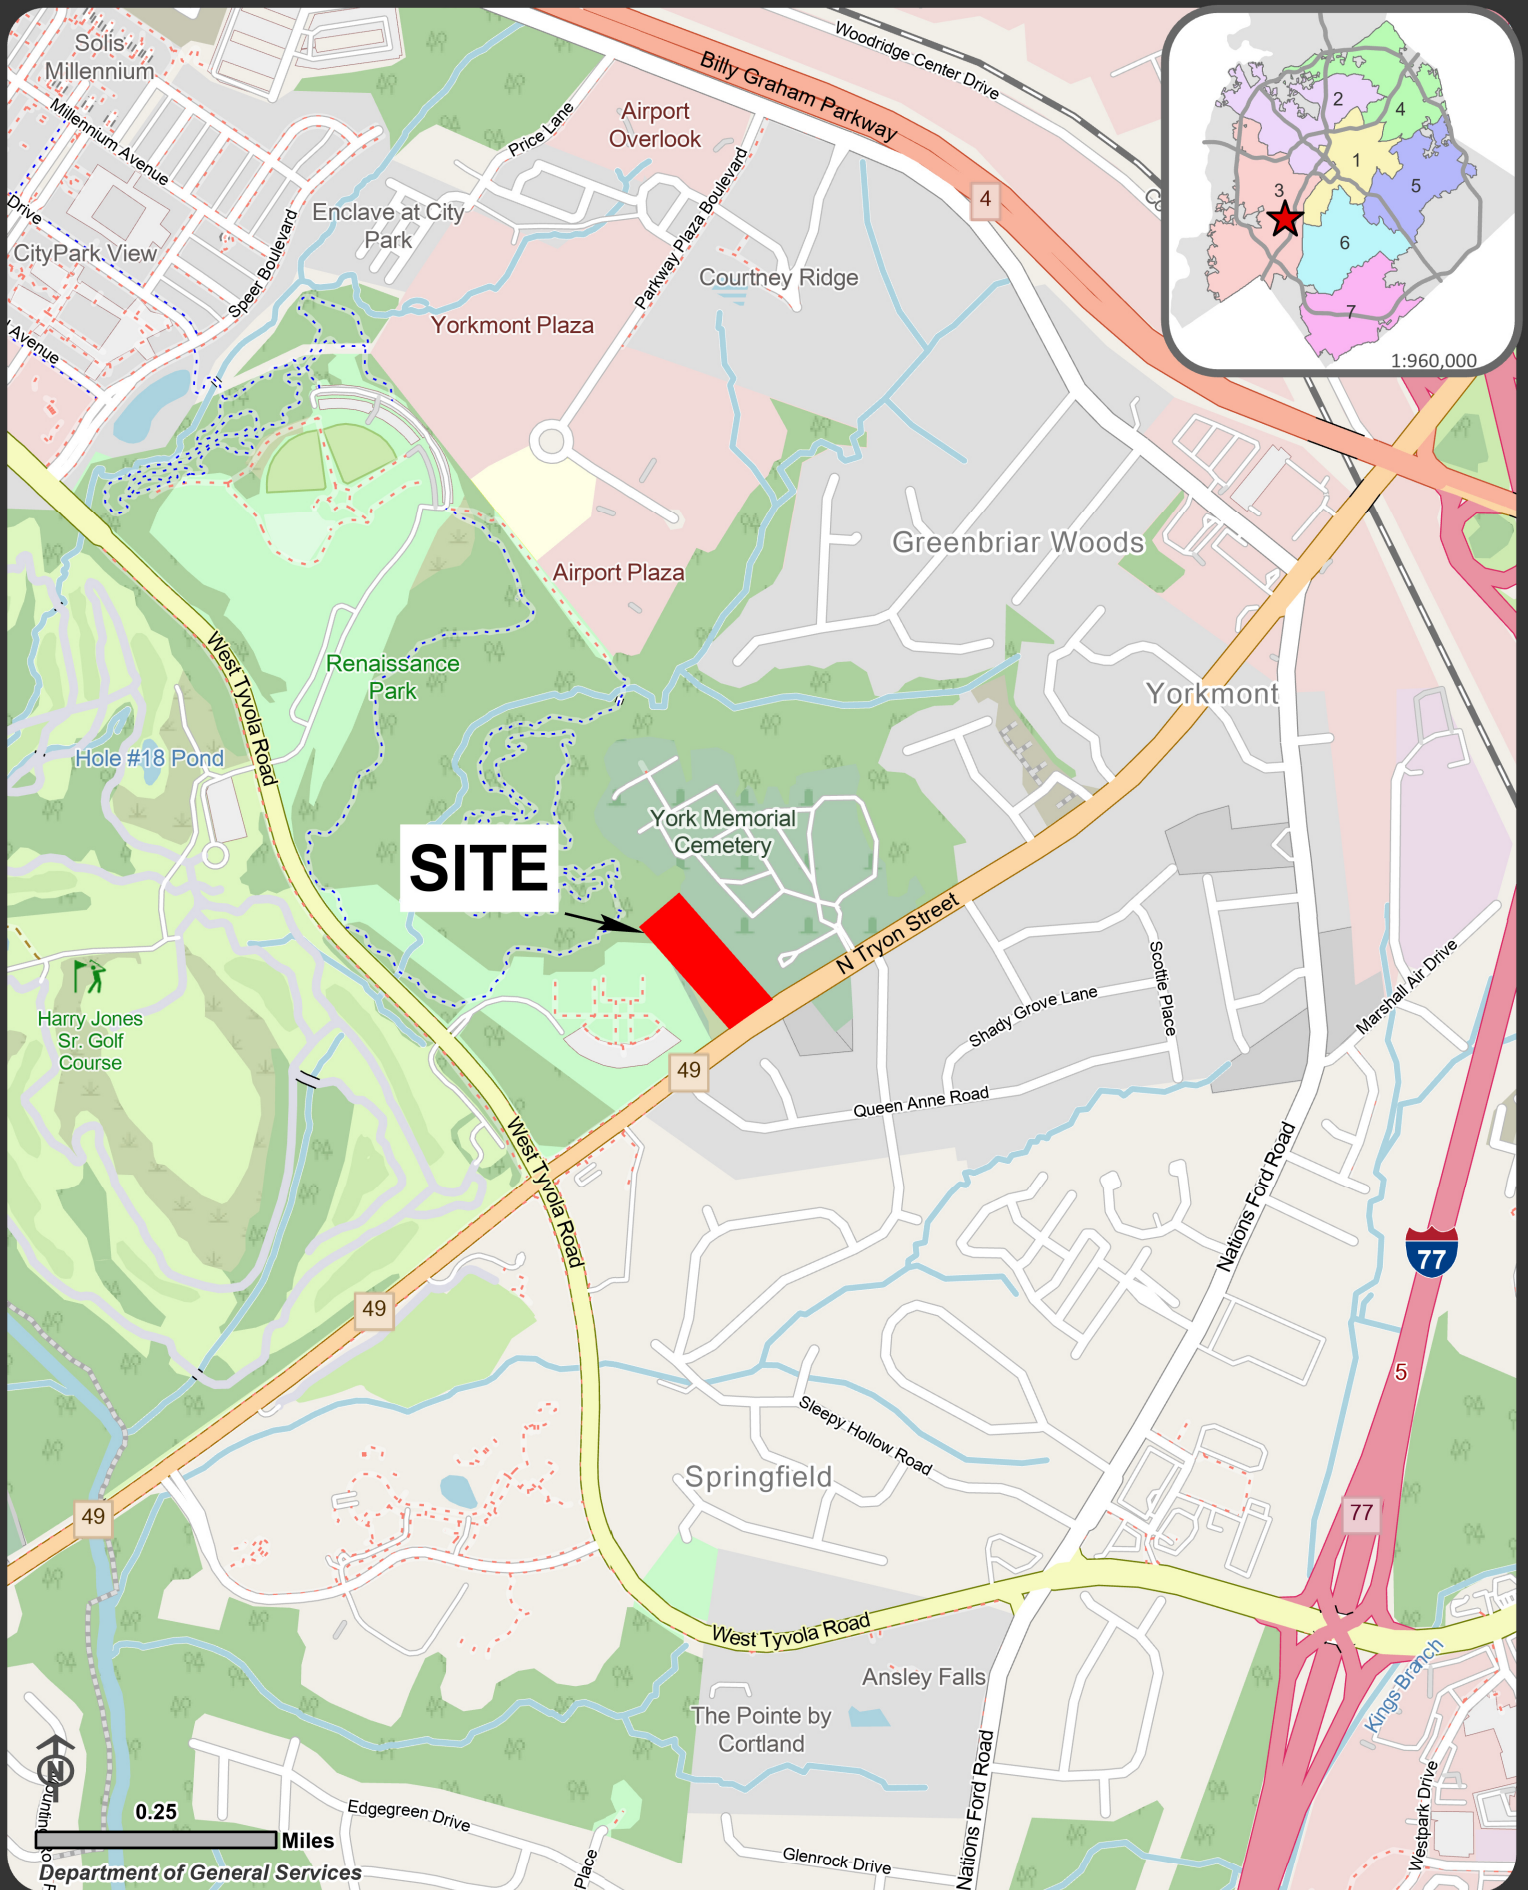 Solis
Millennium
Millennium Avenue
Drive
CityPark View
Avenue
Speer Boulevard
Enclave at City
Park
Price Lane
Airport
Overlook
Billy Graham Parkway
Woodridge Center Drive
4
Parkway Plaza Boulevard
Courtney Ridge
Yorkmont Plaza
1
2
3
4
5
6
7
1:960,000
Greenbriar Woods
Airport Plaza
Renaissance
Park
West Tyvola Road
Yorkmont
Hole #18 Pond
York Memorial
Cemetery
SITE
N Tryon Street
Scottie Place
Marshall Air Drive
Harry Jones
Sr. Golf
Course
Shady Grove Lane
49
Queen Anne Road
West Tyvola Road
Nations Ford Road
77
49
5
Sleepy Hollow Road
Springfield
49
77
West Tyvola Road
Ansley Falls
The Pointe by
Cortland
Kings Branch
N
Nations Ford Road
Westpark Drive
0.25
Miles
Edgegreen Drive
Place
Glenrock Drive
Department of General Services